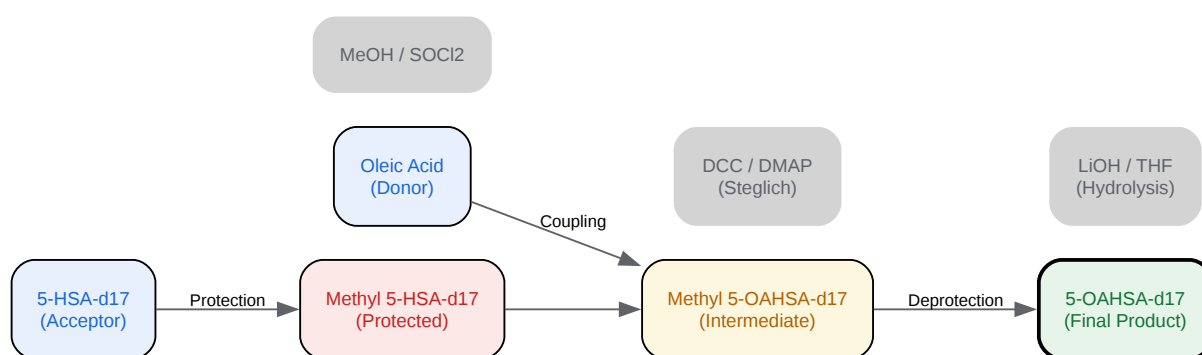 MeOH / SOCl2
Oleic Acid
(Donor)
DCC / DMAP
(Steglich)
LiOH / THF
(Hydrolysis)
Coupling
5-HSA-d17
(Acceptor)
Protection
Methyl 5-HSA-d17
(Protected)
Methyl 5-OAHSA-d17
(Intermediate)
Deprotection
5-OAHSA-d17
(Final Product)